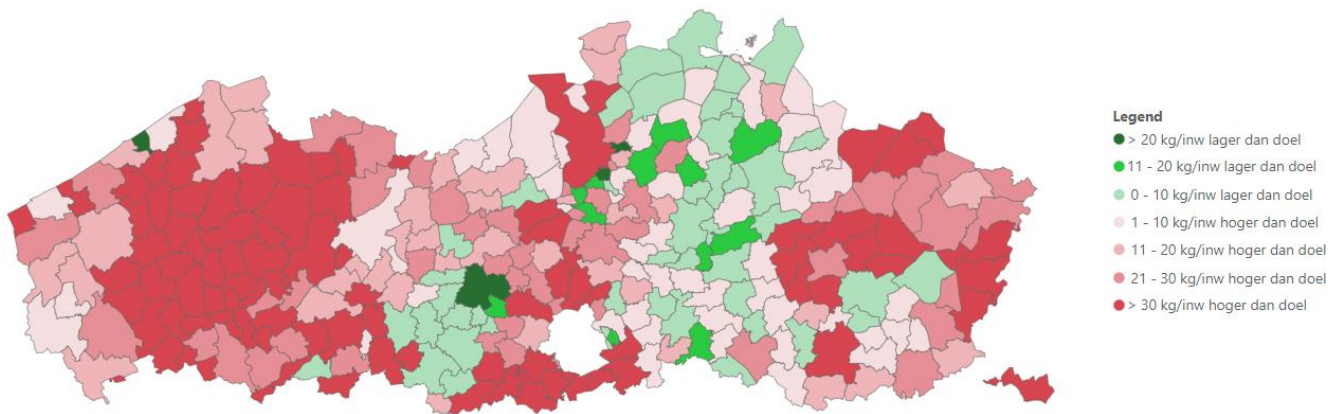 Legend
> 20 kg/inw lager dan doel
11 - 20 kg/inw lager dan doel
0 - 10 kg/inw lager dan doel
1 - 10 kg/inw hoger dan doel
11 - 20 kg/inw hoger dan doel
21 - 30 kg/inw hoger dan doel
> 30 kg/inw hoger dan doel